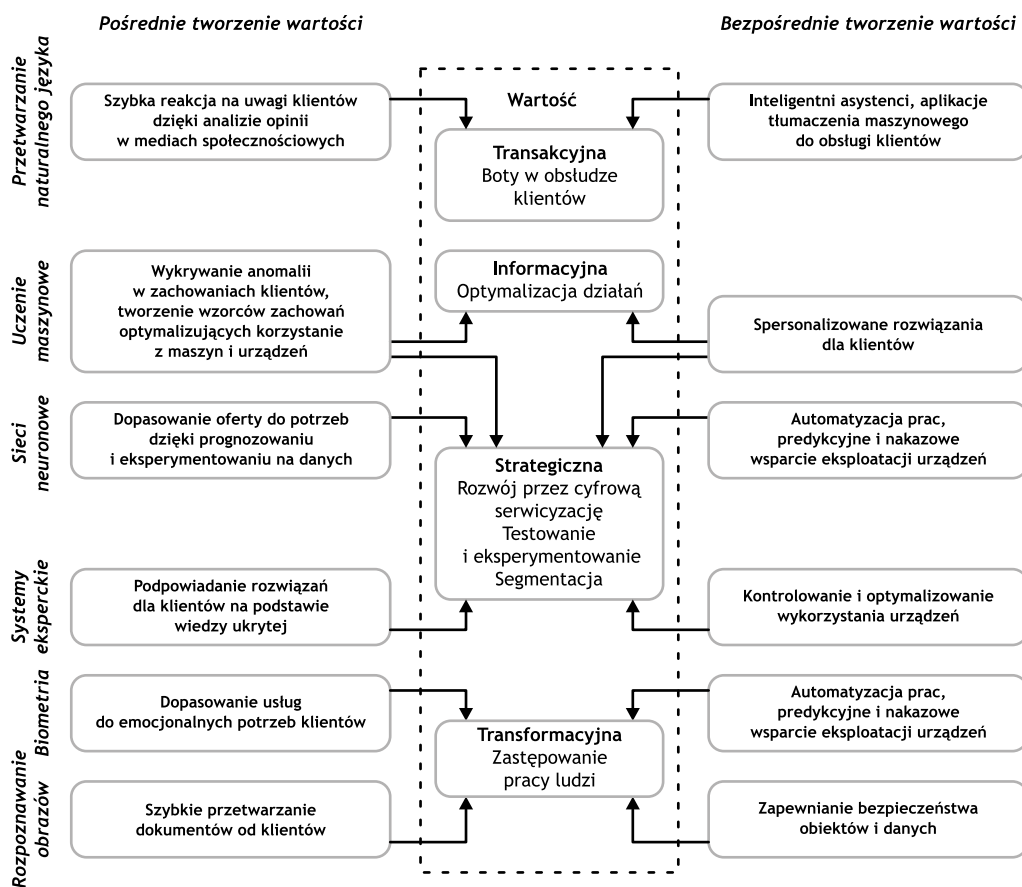 Pośrednie tworzenie wartości
Bezpośrednie tworzenie wartości
Przetwarzanie
naturalnego języka
Szybka reakcja na uwagi klientów
dzięki analizie opinii
w mediach społecznościowych
Wartość
Transakcyjna
Boty w obsłudze
klientów
Inteligentni asystenci, aplikacje
tłumaczenia maszynowego
do obsługi klientów
Uczenie
maszynowe
Wykrywanie anomalii
w zachowaniach klientów,
tworzenie wzorców zachowań
optymalizujących korzystanie
z maszyn i urządzeń
Informacyjna
Optymalizacja działań
Spersonalizowane rozwiązania
dla klientów
Sieci
neuronowe
Dopasowanie oferty do potrzeb
dzięki prognozowaniu
i eksperymentowaniu na danych
Strategiczna
Rozwój przez cyfrową
serwicyzację
Testowanie
i eksperymentowanie
Segmentacja
Automatyzacja prac,
predykcyjne i nakazowe
wsparcie eksploatacji urządzeń
Systemy
eksperckie
Podpowiadanie rozwiązań
dla klientów na podstawie
wiedzy ukrytej
Kontrolowanie i optymalizowanie
wykorzystania urządzeń
Biometria
Dopasowanie usług
do emocjonalnych potrzeb klientów
Transformacyjna
Zastępowanie
pracy ludzi
Automatyzacja prac,
predykcyjne i nakazowe
wsparcie eksploatacji urządzeń
Rozpoznawanie
obrazów
Szybkie przetwarzanie
dokumentów od klientów
Zapewnianie bezpieczeństwa
obiektów i danych